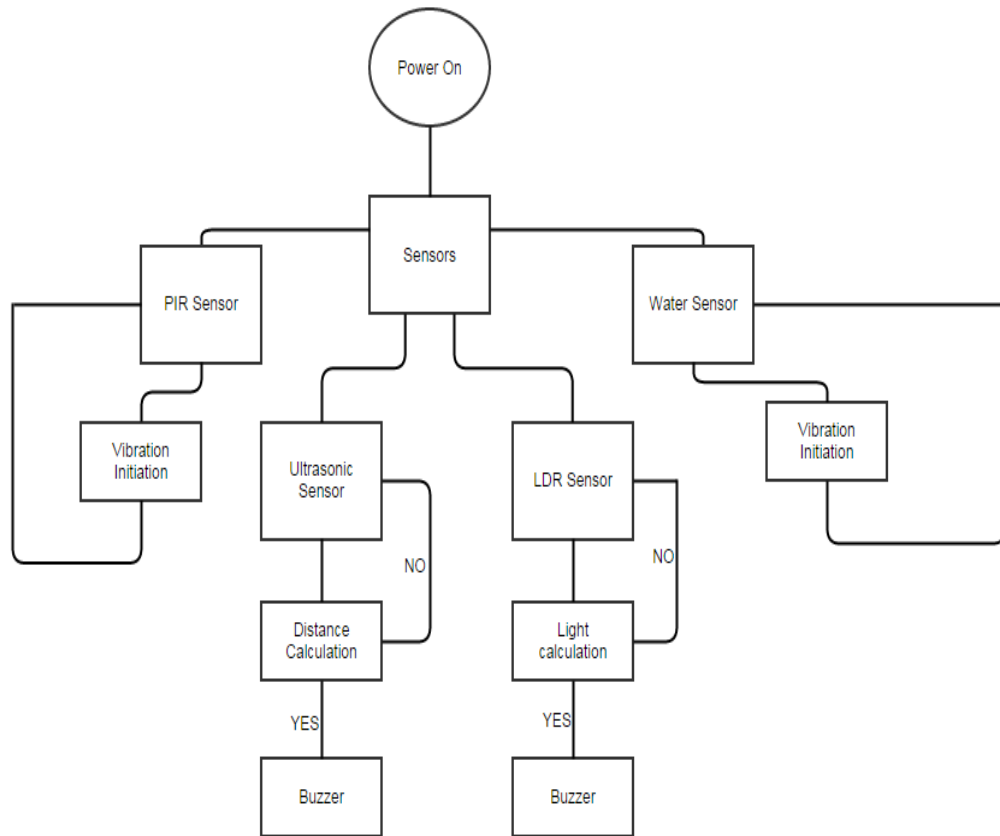 Power On
Sensors
PIR Sensor
Water Sensor
Vibration
Initiation
Ultrasonic
Sensor
LDR Sensor
Vibration
Initiation
NO
NO
Distance
Calculation
Light
calculation
YES
YES
Buzzer
Buzzer